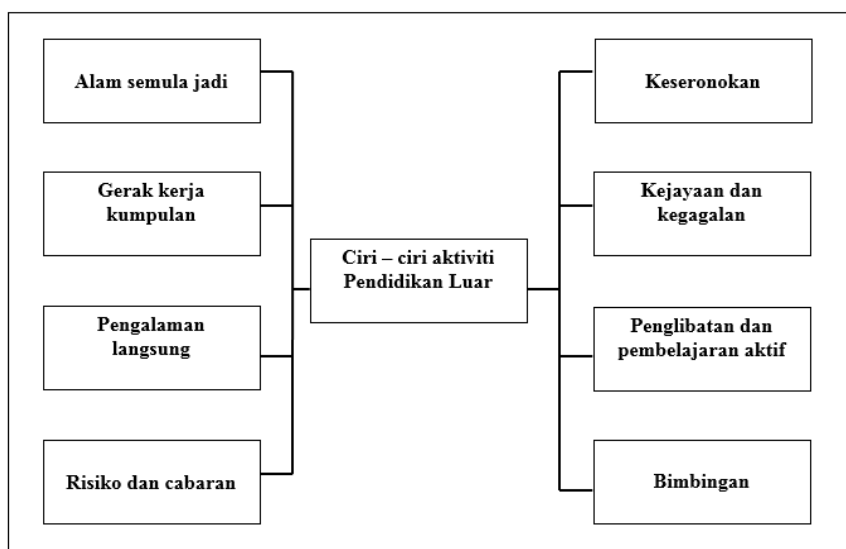 Alam semula jadi
Gerak kerja
kumpulan
Pengalaman
langsung
Risiko dan cabaran
Ciri – ciri aktiviti
Pendidikan Luar
Keseronokan
Kejayaan dan
kegagalan
Penglibatan dan
pembelajaran aktif
Bimbingan